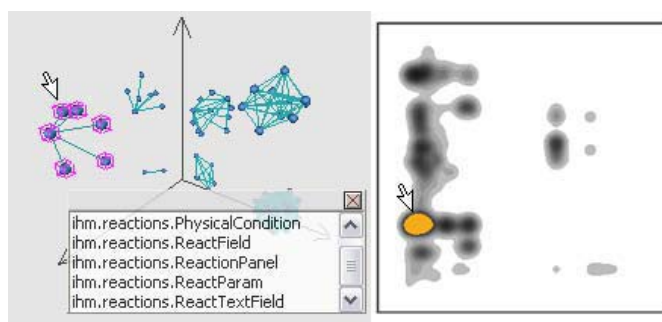 ihm.reactions.PhysicalCondition
ihm.reactions.ReactField
ihm.reactions.ReactionPanel
ihm.reactions.ReactParam
ihm.reactions.ReactTextField